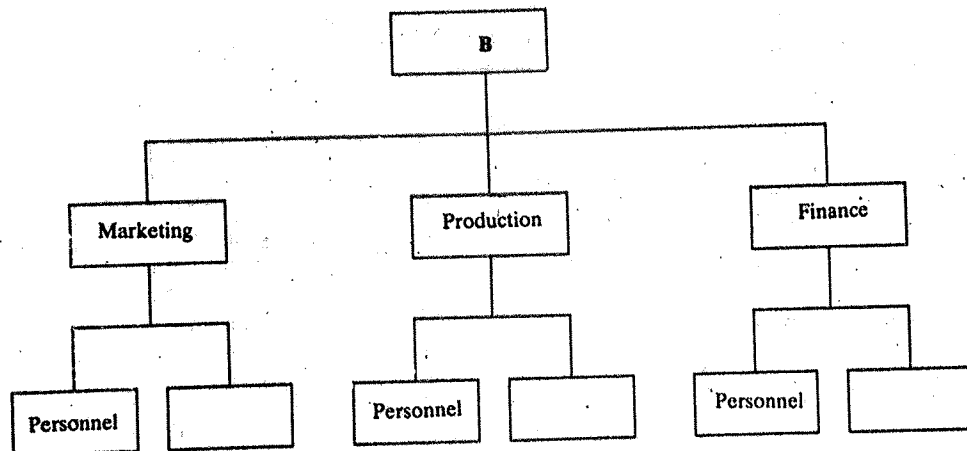 B
Marketing
Production
Finance
Personnel
Personnel
Personnel